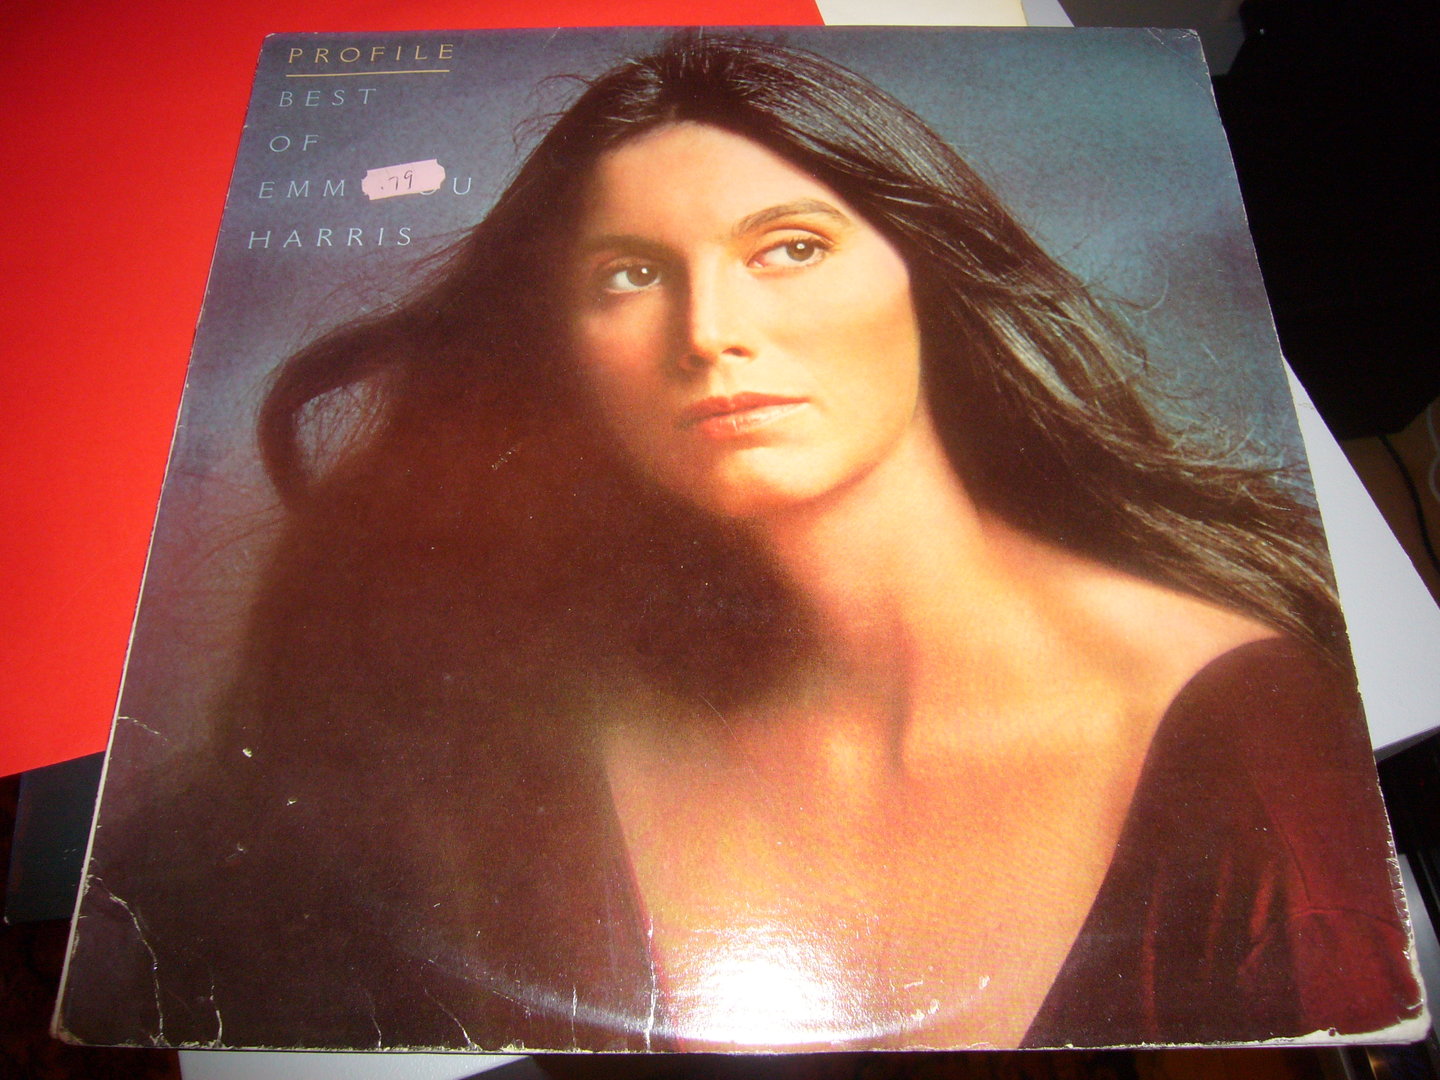 PROFILE
BEST
OF
EMM .79 U
HARRIS